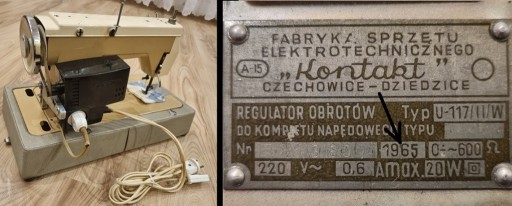 FABRYKA SPRZĘTU
ELEKTROTECHNICZNEGO
A-15 „Kontakt"
CZECHOWICE-DZIEDZICE
REGULATOR OBROTÓW Typ U-117/II/W
DO KOMPLETU NAPĘDOWEGO TYPU
Nr 1965 0-~600 Ω
220 V~ 0,6 Amax. 20W